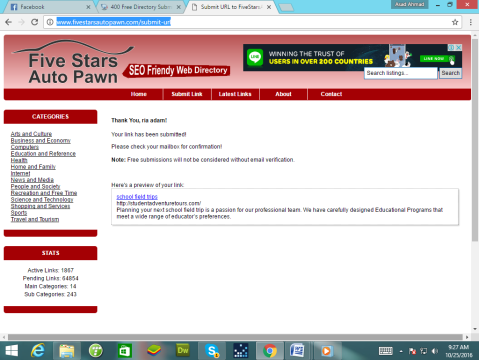 Asad Ahmad
Facebook
400 Free Directory Subm
Submit URL to FiveStars
www.fivestarsautopawn.com/submit-url
Five Stars
Auto Pawn
SEO Friendly Web Directory
LINE
WINNING THE TRUST OF
USERS IN OVER 200 COUNTRIES
Search listings...
Search
Home
Submit Link
Latest Links
About
Contact
CATEGORIES
Arts and Culture
Business and Economy
Computers
Education and Reference
Health
Home and Family
Internet
News and Media
People and Society
Recreation and Free Time
Science and Technology
Shopping and Services
Sports
Travel and Tourism
STATS
Active Links: 1867
Pending Links: 64854
Main Categories: 14
Sub Categories: 243
Thank You, ria adam!
Your link has been submitted!
Please check your mailbox for confirmation!
Note: Free submissions will not be considered without email verification.
Here's a preview of your link:
school field trips
http://studentadventuretours.com/
Planning your next school field trip is a passion for our professional team. We have carefully designed Educational Programs that
meet a wide range of educator's preferences.
9:27 AM
10/25/2016